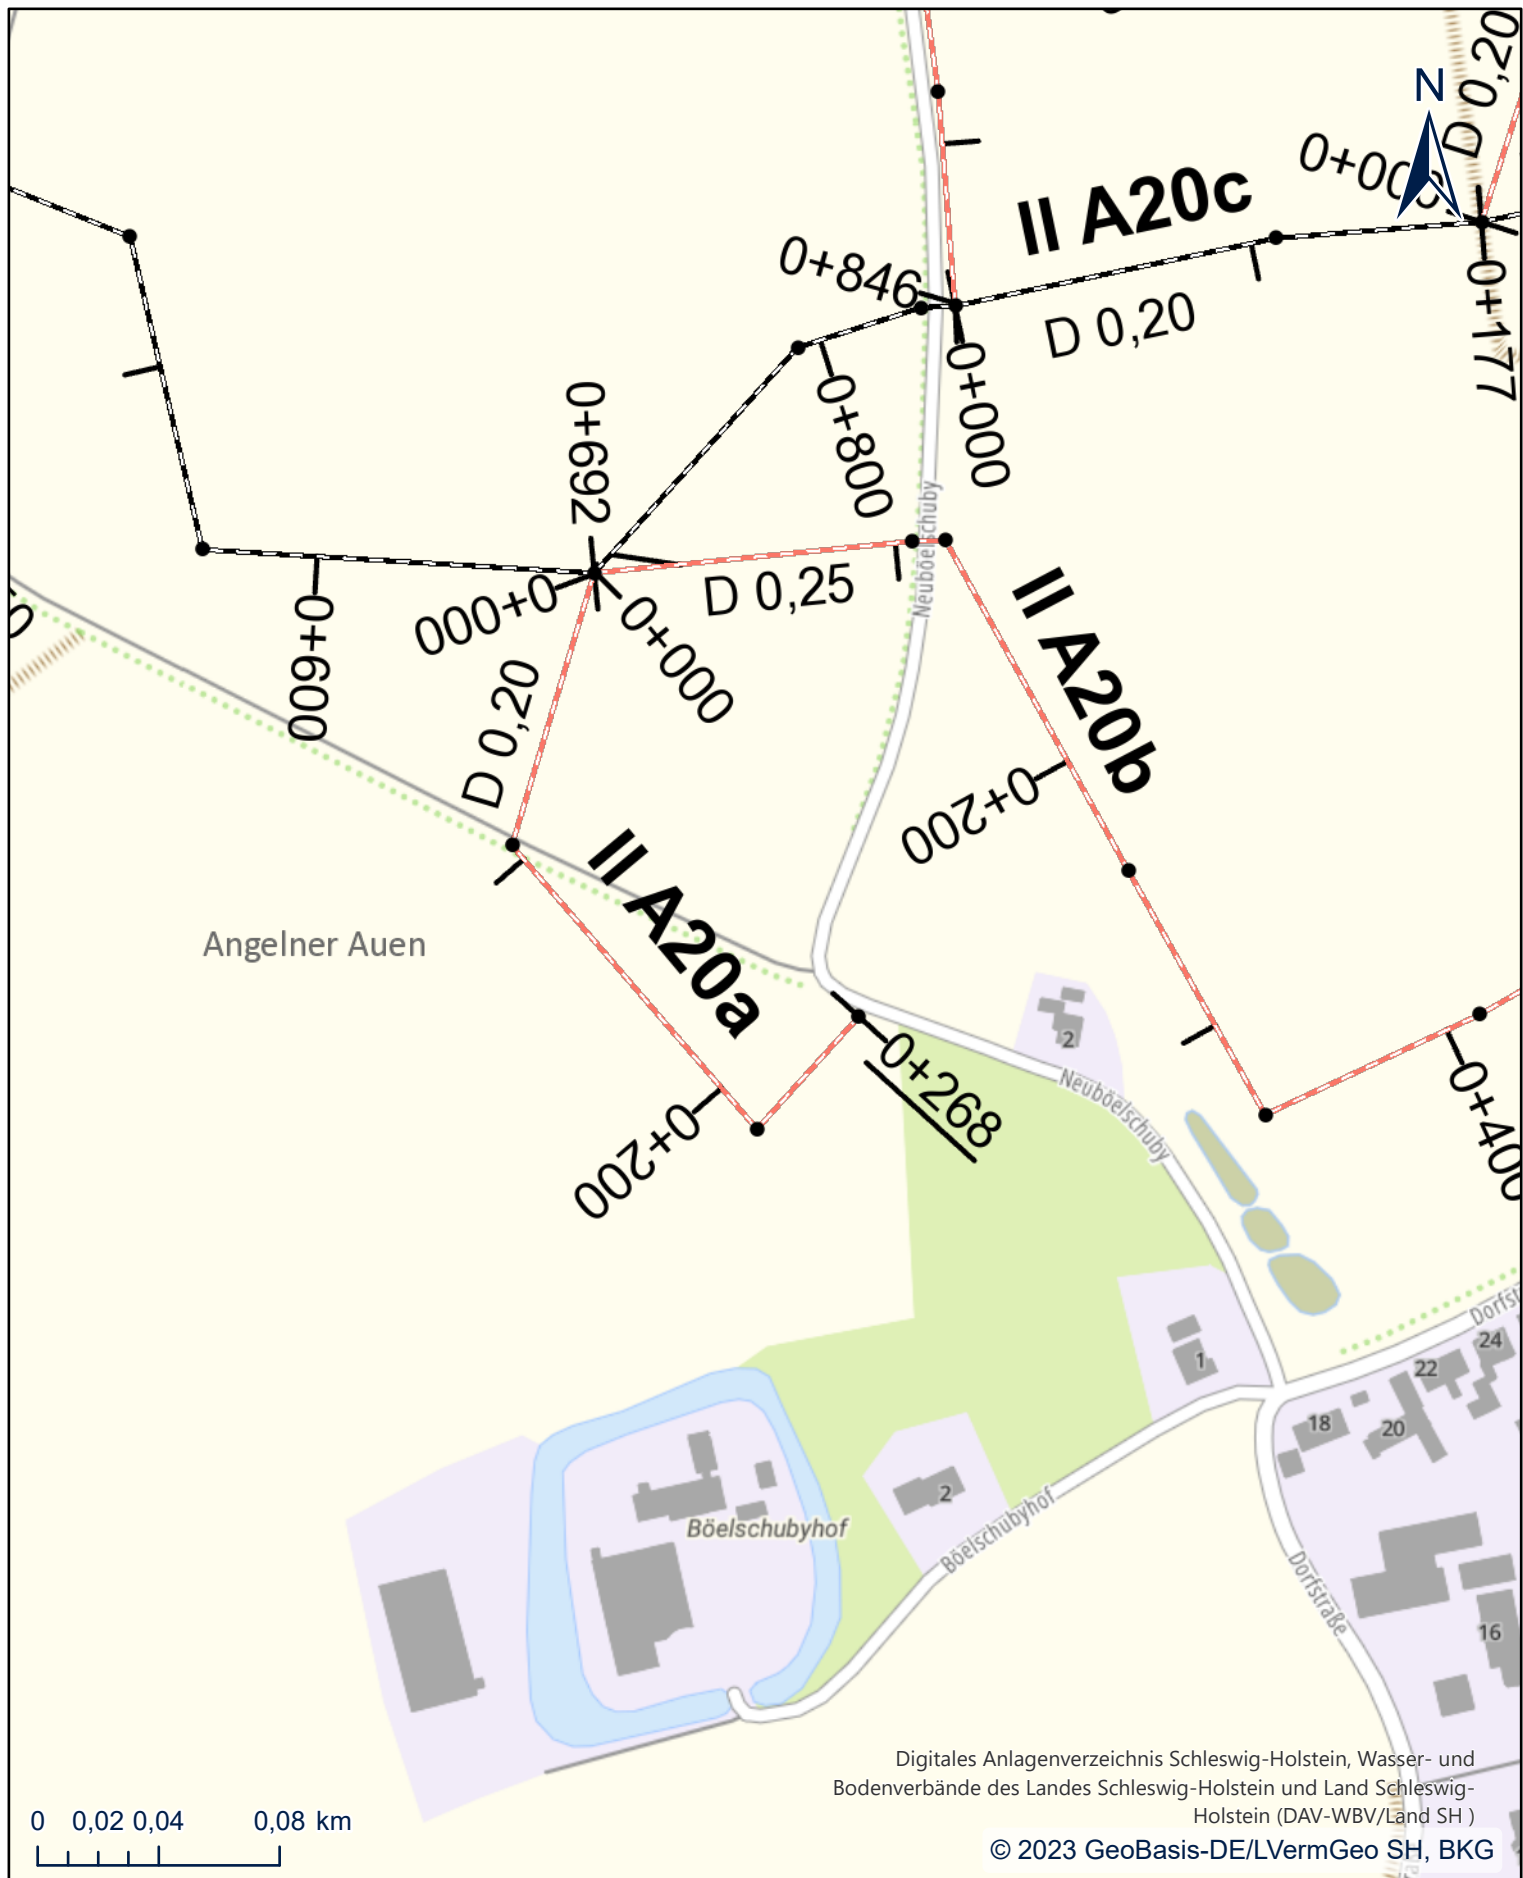 D 0,20
N
II A20c
0+846
D 0,20
0+177
0+000
0+800
0+692
Neuböelschuby
D 0,25
0+000
0+000
0+600
D 0,20
II A20b
0+200
II A20a
Angelner Auen
2
0+268
Neuböelschuby
0+200
0+400
Dorfst
24
22
1
18
20
2
Böelschubyhof
Böelschubyhof
Dorfstraße
16
Digitales Anlagenverzeichnis Schleswig-Holstein, Wasser- und
Bodenverbände des Landes Schleswig-Holstein und Land Schleswig-
Holstein (DAV-WBV/Land SH )
0 0,02 0,04 0,08 km
© 2023 GeoBasis-DE/LVermGeo SH, BKG